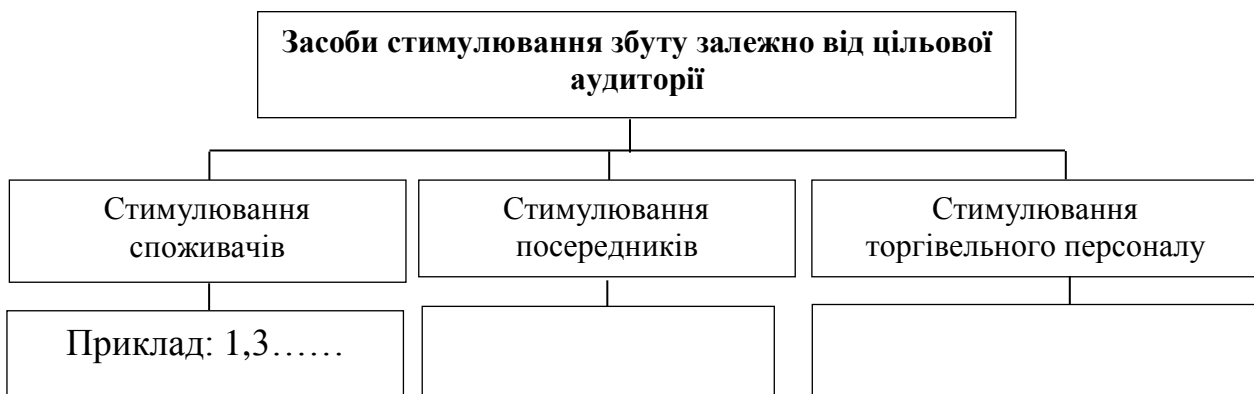 Засоби стимулювання збуту залежно від цільової
аудиторії
Стимулювання
споживачів
Стимулювання
посередників
Стимулювання
торгівельного персоналу
Приклад: 1,3……